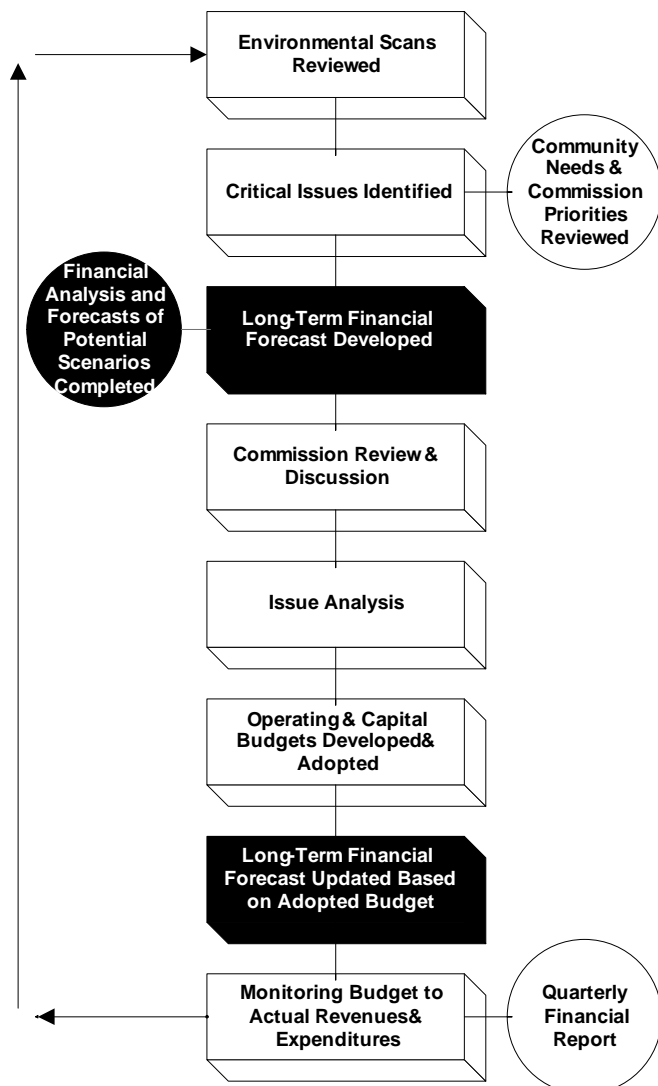 Environmental Scans
Reviewed
Critical Issues Identified
Community
Needs &
Commission
Priorities
Reviewed
Financial
Analysis and
Forecasts of
Potential
Scenarios
Completed
Long-Term Financial
Forecast Developed
Commission Review &
Discussion
Issue Analysis
Operating & Capital
Budgets Developed&
Adopted
Long-Term Financial
Forecast Updated Based
on Adopted Budget
Monitoring Budget to
Actual Revenues&
Expenditures
Quarterly
Financial
Report